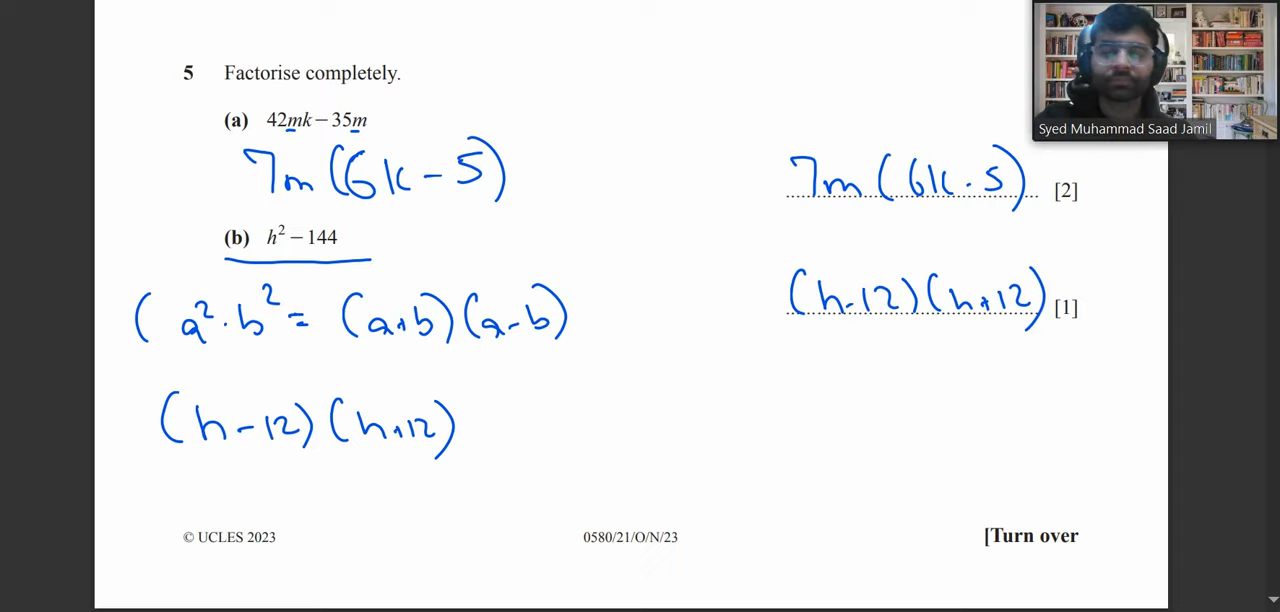 Syed Muhammad Saad Jamil
5 Factorise completely.
(a) 42mk − 35m
7m(6k − 5)
7m(6k - 5) [2]
(b) h² − 144
(h - 12)(h + 12) [1]
(a² - b² = (a+b)(a-b)
(h - 12)(h+12)
© UCLES 2023 0580/21/O/N/23 [Turn over